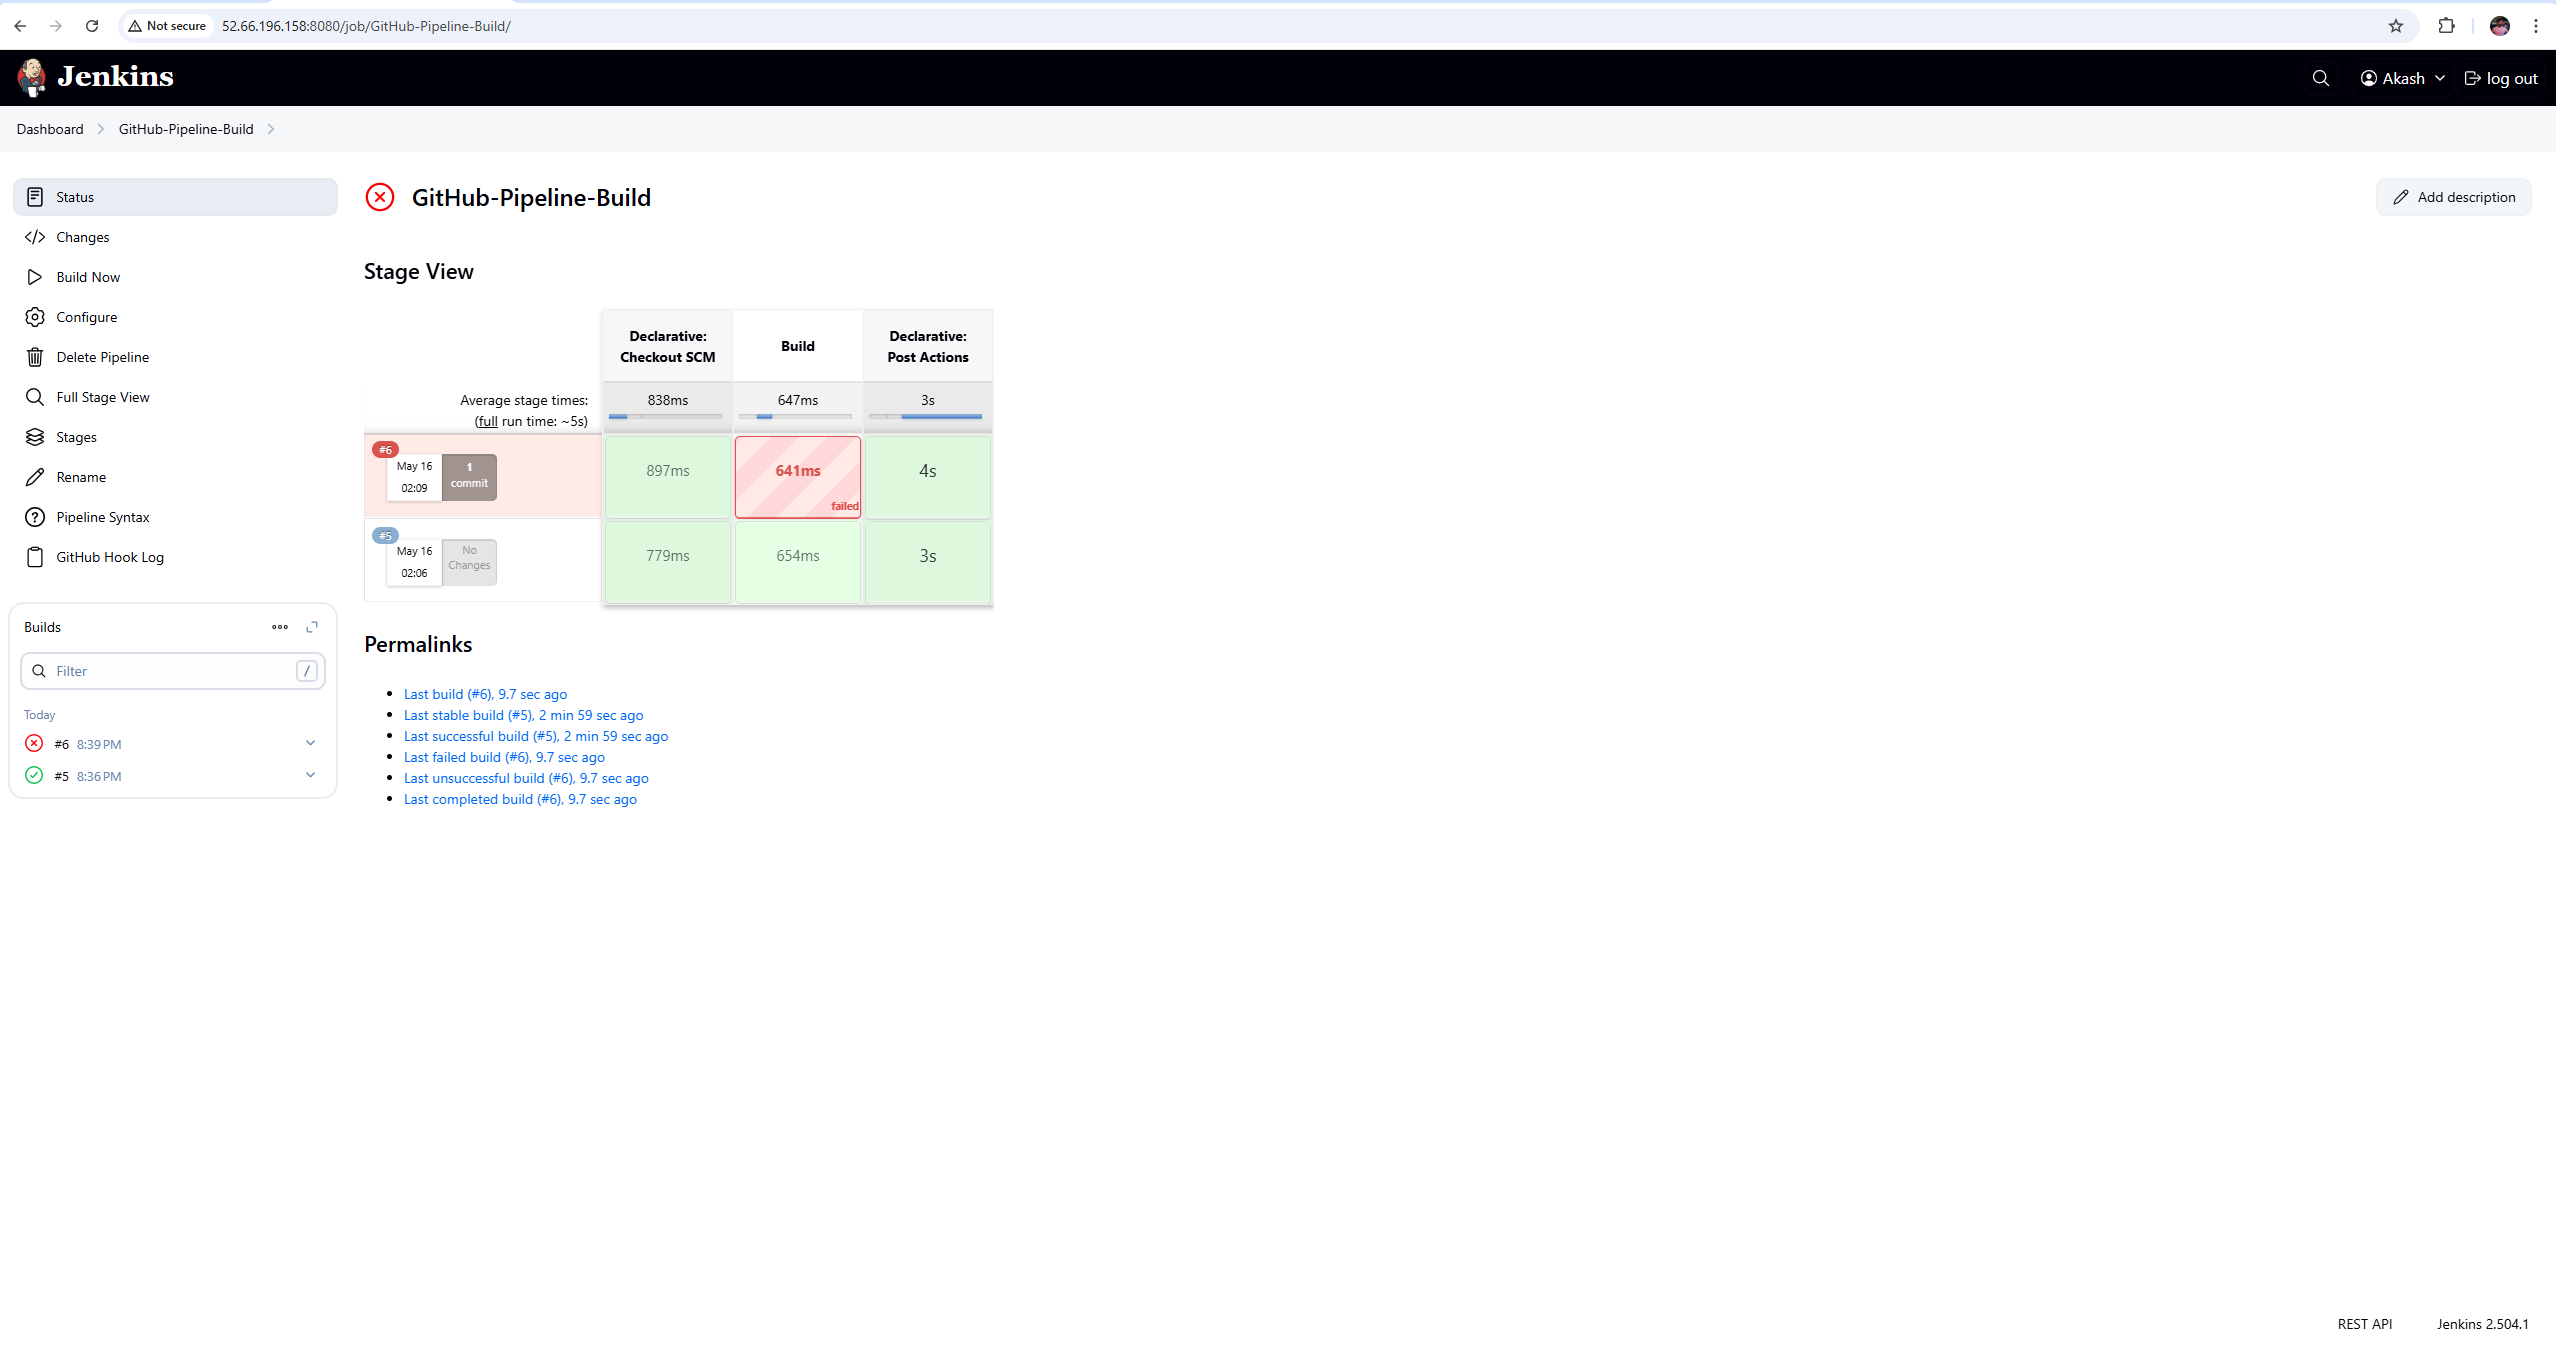 Not secure 52.66.196.158:8080/job/GitHub-Pipeline-Build/
Jenkins
Akash
log out
Dashboard
GitHub-Pipeline-Build
Status
Changes
Build Now
Configure
Delete Pipeline
Full Stage View
Stages
Rename
Pipeline Syntax
GitHub Hook Log
Builds
Filter
/
Today
#6 8:39 PM
#5 8:36 PM
GitHub-Pipeline-Build
Add description
Stage View
Declarative:
Checkout SCM
Build
Declarative:
Post Actions
Average stage times:
(full run time: ~5s)
838ms
647ms
3s
#6
May 16
02:09
1
commit
897ms
641ms
failed
4s
#5
May 16
02:06
No
Changes
779ms
654ms
3s
Permalinks
Last build (#6), 9.7 sec ago
Last stable build (#5), 2 min 59 sec ago
Last successful build (#5), 2 min 59 sec ago
Last failed build (#6), 9.7 sec ago
Last unsuccessful build (#6), 9.7 sec ago
Last completed build (#6), 9.7 sec ago
REST API
Jenkins 2.504.1